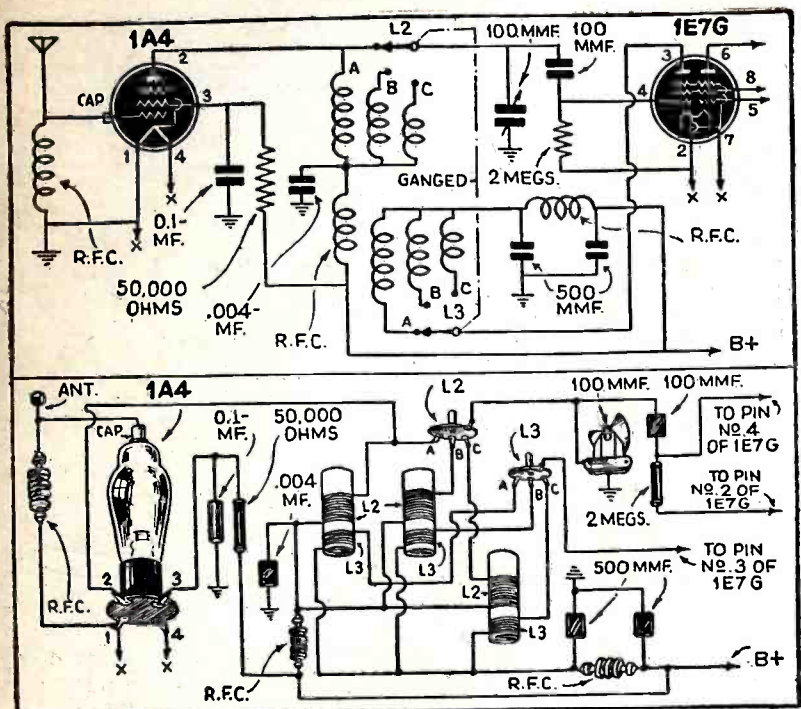 1A4
2
CAP
3
1
4
X
X
R.F.C.
0.1-
MF.
50,000
OHMS
.004-
MF.
R.F.C.
A
B
C
L2
GANGED
A
B
C
L3
100 MMF.
100
MMF.
2 MEGS.
500
MMF.
R.F.C.
B+
1E7G
3
6
8
5
4
2
7
X
X
ANT.
1A4
CAP
R.F.C.
2
3
1
4
X
X
0.1-
MF.
50,000
OHMS
.004
MF.
R.F.C.
L2
L3
L2
L3
L2
A
B
C
L3
A
B
C
L2
L3
100 MMF.
100 MMF.
2 MEGS.
TO PIN
No.4
OF 1E7G
TO PIN
No.2 OF
1E7G
TO PIN
No.3 OF
1E7G
500 MMF.
R.F.C.
B+